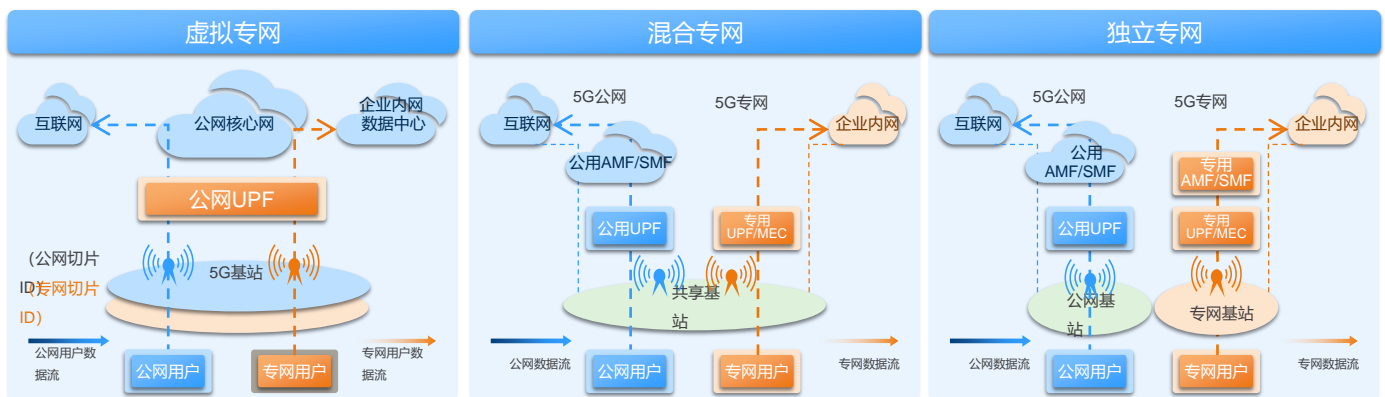 虚拟专网
互联网
公网核心网
企业内网
数据中心
公网UPF
(公网切片
ID)
(专网切片
ID)
5G基站
公网用户数
据流
公网用户
专网用户
专网用户数
据流
混合专网
5G公网
5G专网
互联网
企业内网
公用AMF/SMF
公用UPF
专用
UPF/MEC
共享基
站
公网数据流
公网用户
专网用户
专网数据流
独立专网
5G公网
5G专网
互联网
企业内网
公用
AMF/SMF
专用
AMF/SMF
公用UPF
专用
UPF/MEC
公网基
站
专网基站
公网数据流
公网用户
专网用户
专网数据流